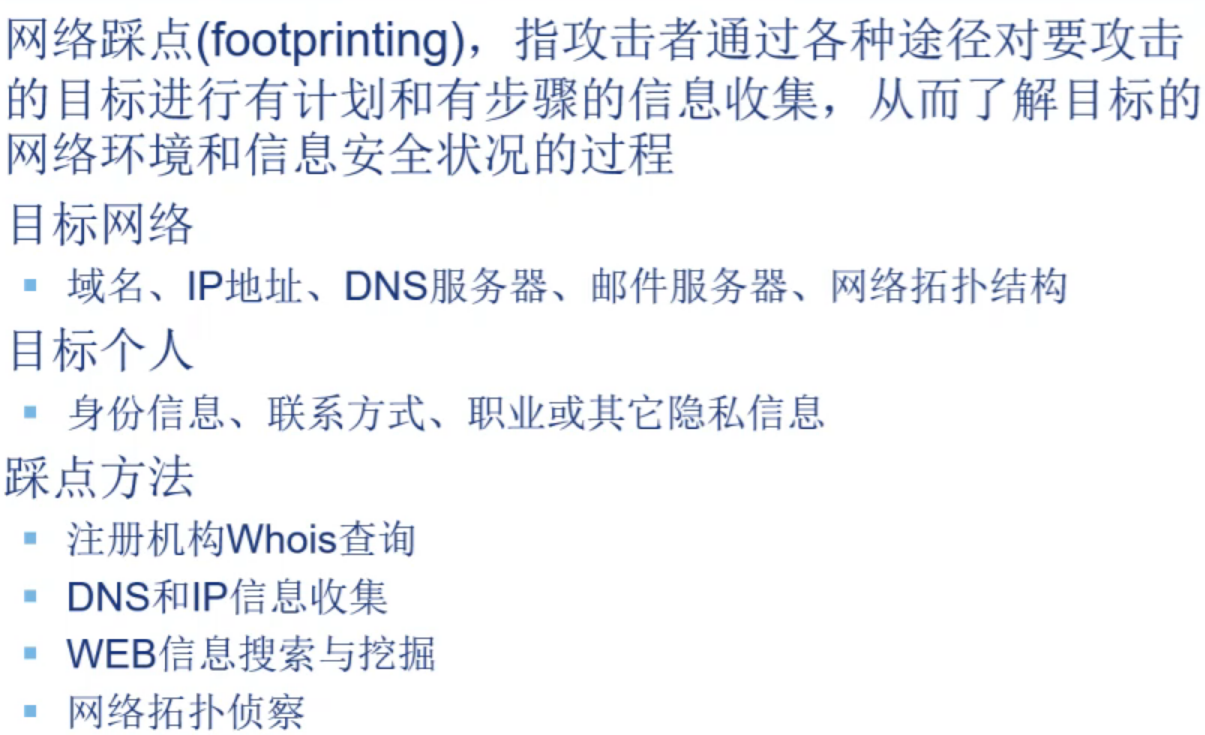 网络踩点(footprinting)，指攻击者通过各种途径对要攻击
的目标进行有计划和有步骤的信息收集，从而了解目标的
网络环境和信息安全状况的过程
目标网络
▪ 域名、IP地址、DNS服务器、邮件服务器、网络拓扑结构
目标个人
▪ 身份信息、联系方式、职业或其它隐私信息
踩点方法
▪ 注册机构Whois查询
▪ DNS和IP信息收集
▪ WEB信息搜索与挖掘
▪ 网络拓扑侦察